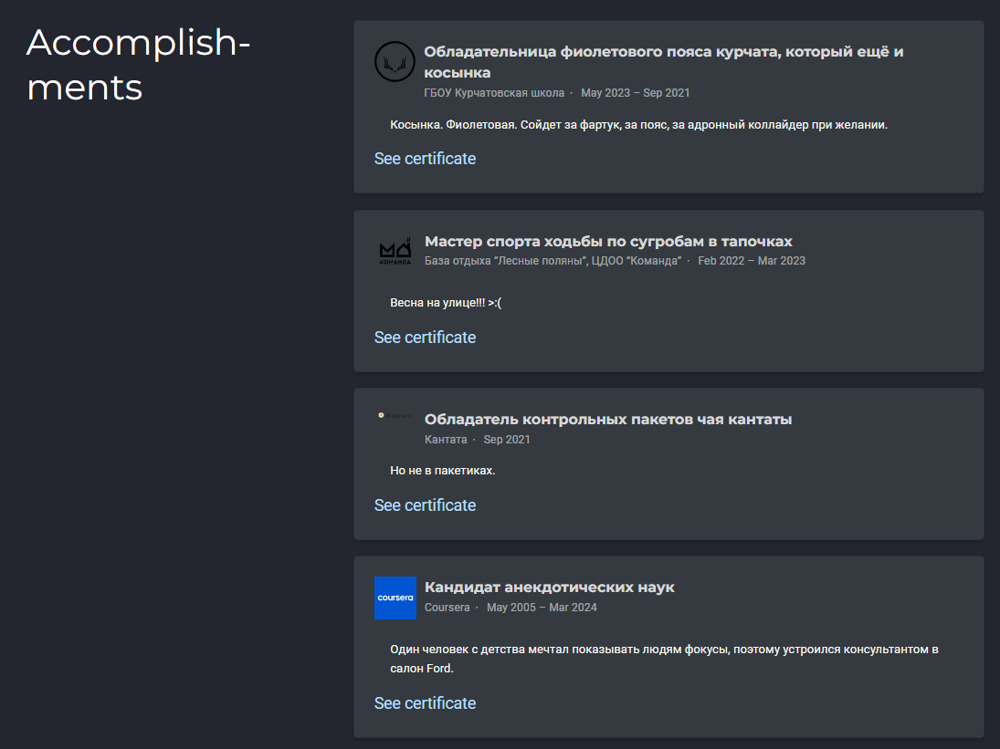 Accomplish-
ments
Обладательница фиолетового пояса курчата, который ещё и
косынка
ГБОУ Курчатовская школа · May 2023 – Sep 2021
Косынка. Фиолетовая. Сойдет за фартук, за пояс, за адронный коллайдер при желании.
See certificate
КОМАНДА
Мастер спорта ходьбы по сугробам в тапочках
База отдыха “Лесные поляны”, ЦДОО “Команда” · Feb 2022 – Mar 2023
Весна на улице!!! >:(
See certificate
Кантата
Обладатель контрольных пакетов чая кантаты
Кантата · Sep 2021
Но не в пакетиках.
See certificate
coursera
Кандидат анекдотических наук
Coursera · May 2005 – Mar 2024
Один человек с детства мечтал показывать людям фокусы, поэтому устроился консультантом в
салон Ford.
See certificate